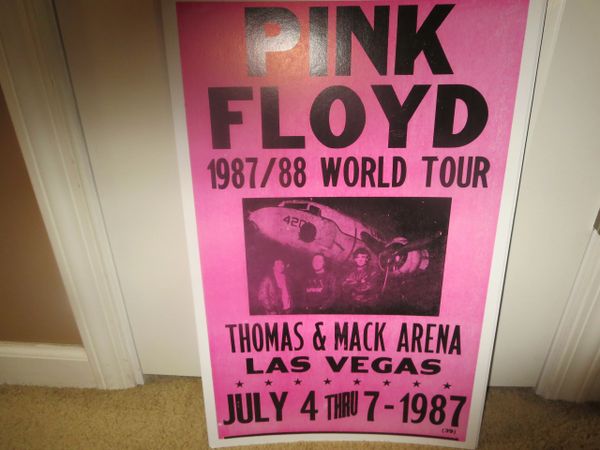 PINK
FLOYD
1987/88 WORLD TOUR
420
THOMAS & MACK ARENA
LAS VEGAS
JULY 4 THRU 7-1987
(39)